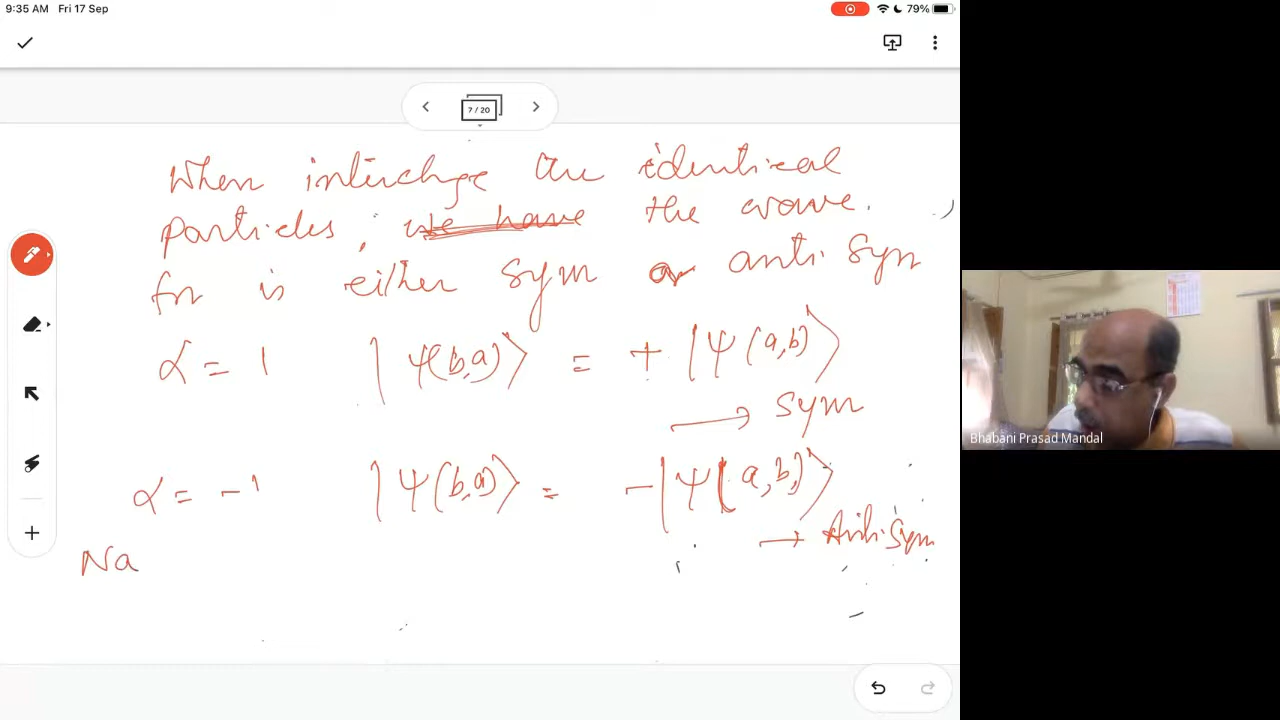 9:35 AM Fri 17 Sep
79%
7 / 20
When interchge the identical
particles, we have the wave.
fn is either sym or anti sym
α = 1 |Ψ(b,a)⟩ = + |Ψ(a,b)⟩
⟶ sym
α = -1 |Ψ(b,a)⟩ = -|Ψ(a,b,)⟩
→ Anti Sym
Na
Bhabani Prasad Mandal